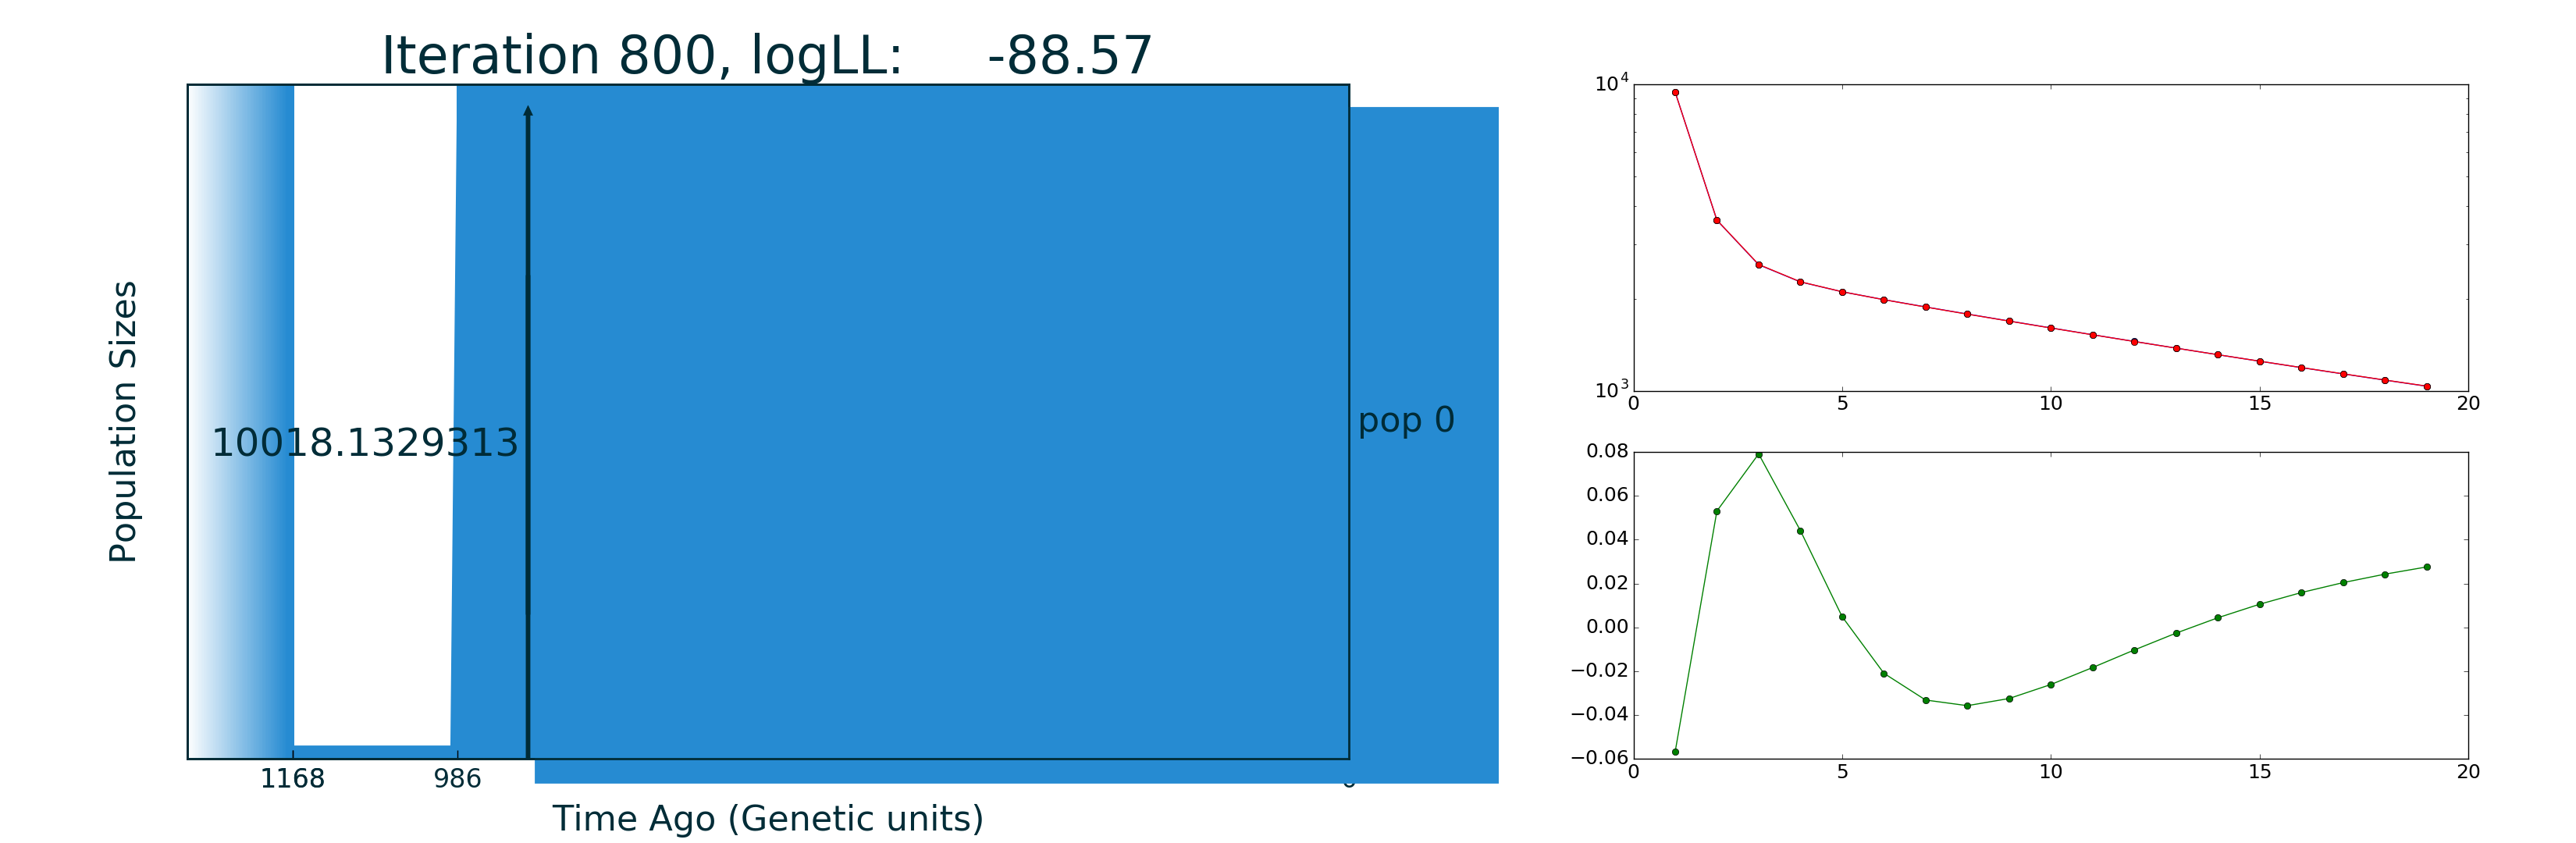 Iteration 800, logLL: -88.57
Population Sizes
10018.1329313
pop 0
1168 986
Time Ago (Genetic units)
10^4
10^3
0 5 10 15 20
0.08
0.06
0.04
0.02
0.00
−0.02
−0.04
−0.06
0 5 10 15 20